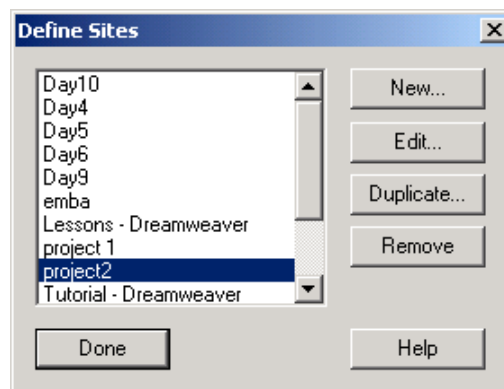 Define Sites
Day10
Day4
Day5
Day6
Day9
emba
Lessons - Dreamweaver
project 1
project2
Tutorial - Dreamweaver
New...
Edit...
Duplicate...
Remove
Done
Help